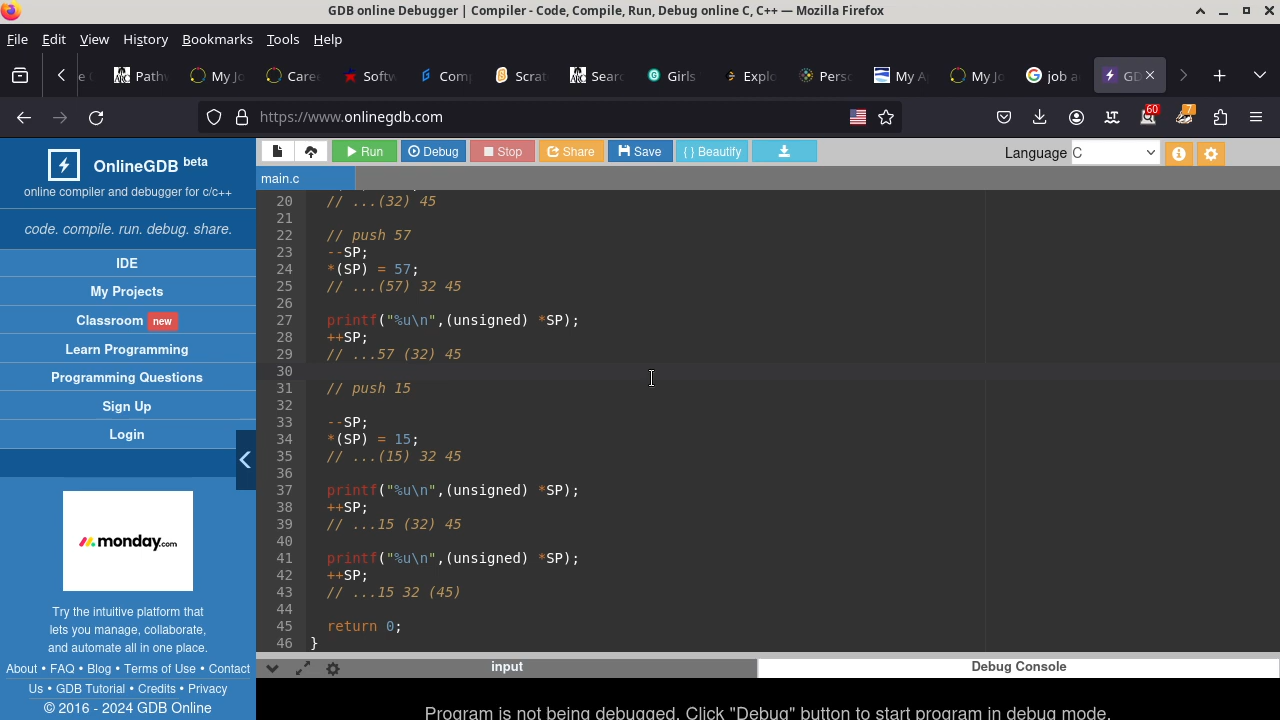 GDB online Debugger | Compiler - Code, Compile, Run, Debug online C, C++ — Mozilla Firefox
File Edit View History Bookmarks Tools Help
Path My Jo Caree Softw Comp Scrat Searc Girls Explo Perso My A My Jo job a GD
https://www.onlinegdb.com
60
7
OnlineGDB beta
online compiler and debugger for c/c++
code. compile. run. debug. share.
IDE
My Projects
Classroom new
Learn Programming
Programming Questions
Sign Up
Login
monday.com
Try the intuitive platform that
lets you manage, collaborate,
and automate all in one place.
About • FAQ • Blog • Terms of Use • Contact
Us • GDB Tutorial • Credits • Privacy
© 2016 - 2024 GDB Online
Run Debug Stop Share Save { } Beautify Language C
main.c
20 // ...(32) 45
21
22 // push 57
23 --SP;
24 *(SP) = 57;
25 // ...(57) 32 45
26
27 printf("%u\n",(unsigned) *SP);
28 ++SP;
29 // ...57 (32) 45
30
31 // push 15
32
33 --SP;
34 *(SP) = 15;
35 // ...(15) 32 45
36
37 printf("%u\n",(unsigned) *SP);
38 ++SP;
39 // ...15 (32) 45
40
41 printf("%u\n",(unsigned) *SP);
42 ++SP;
43 // ...15 32 (45)
44
45 return 0;
46 }
input Debug Console
Program is not being debugged. Click "Debug" button to start program in debug mode.